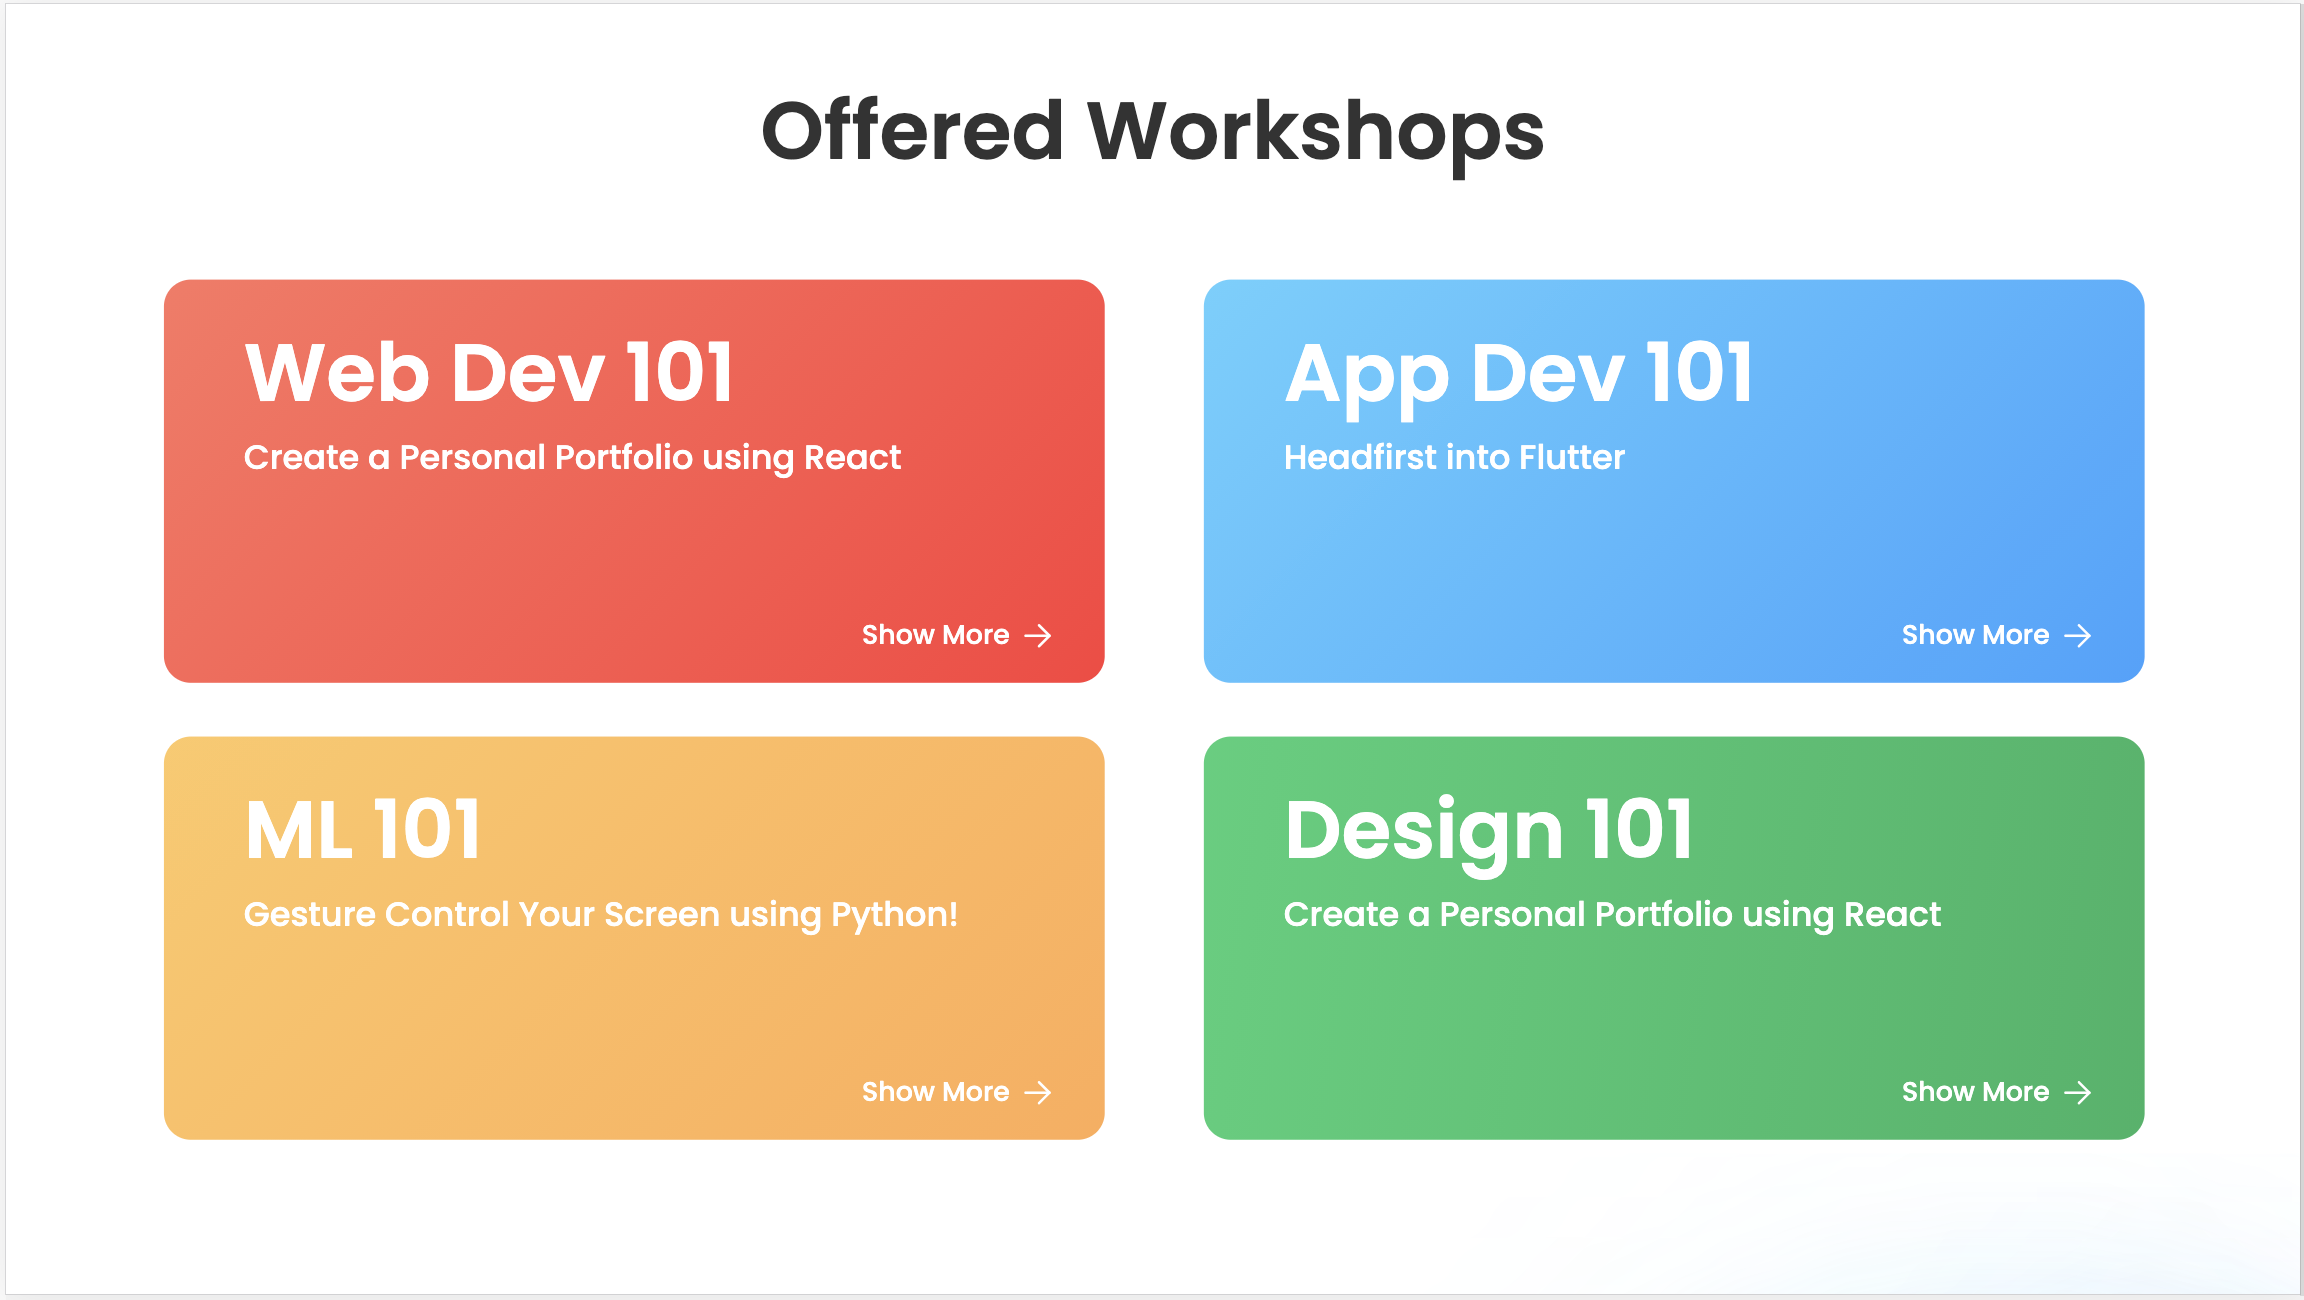 Offered Workshops
Web Dev 101
Create a Personal Portfolio using React
Show More
App Dev 101
Headfirst into Flutter
Show More
ML 101
Gesture Control Your Screen using Python!
Show More
Design 101
Create a Personal Portfolio using React
Show More